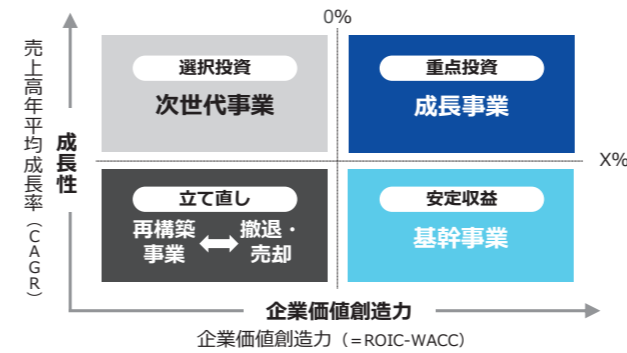 0%
売上高年平均成長率（CAGR）
成長性
選択投資
次世代事業
重点投資
成長事業
X%
立て直し
再構築
事業
撤退・
売却
安定収益
基幹事業
企業価値創造力
企業価値創造力（=ROIC-WACC）